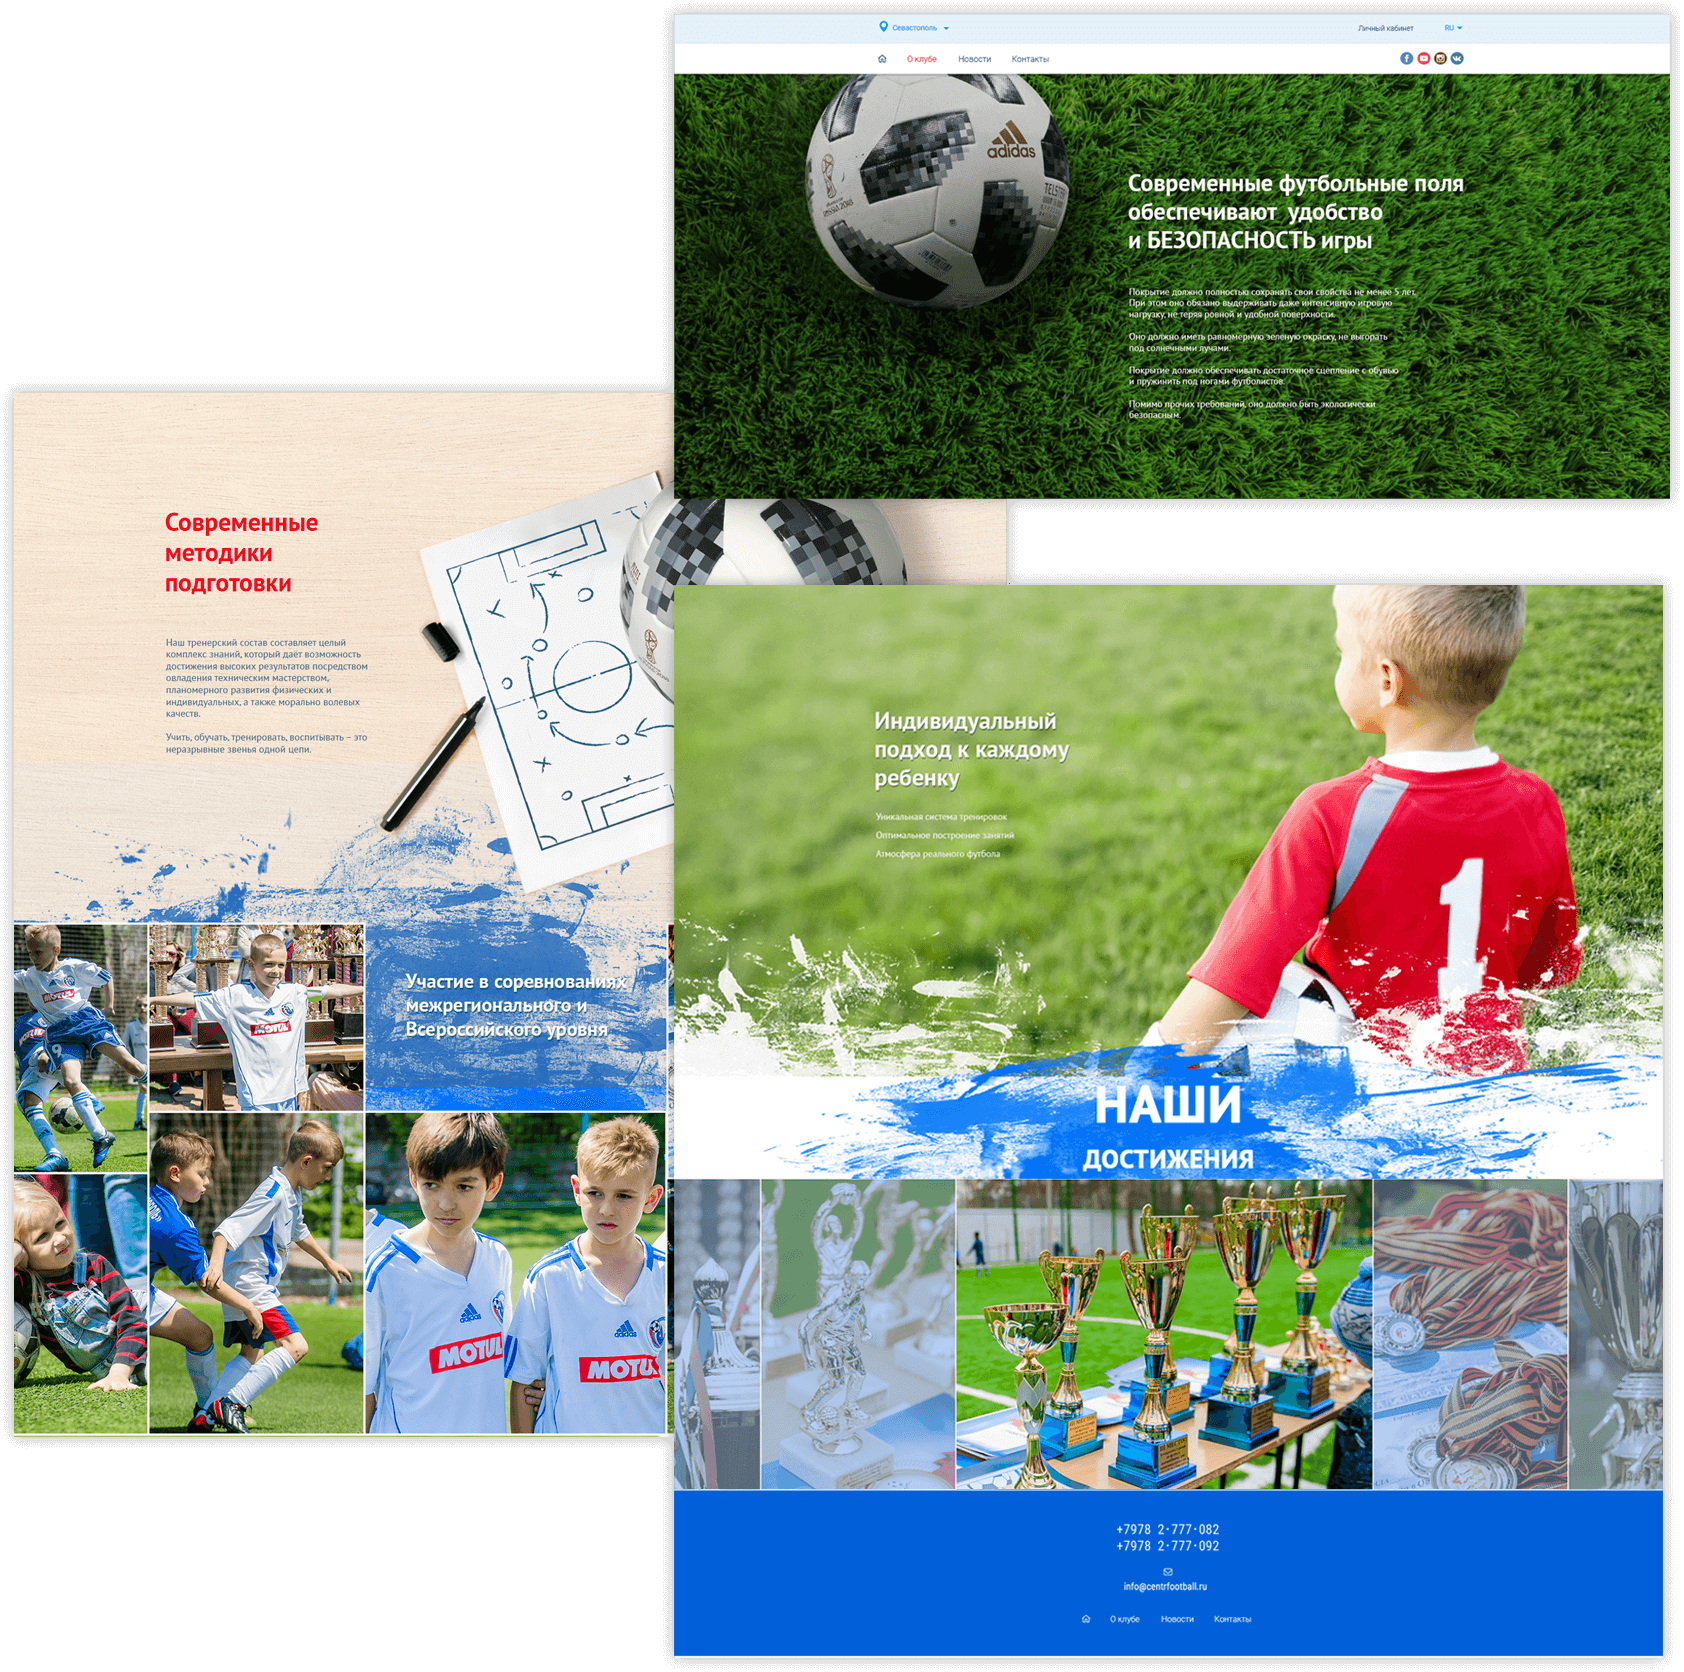 Севастополь
Личный кабинет
RU
О клубе
Новости
Контакты
adidas
TELSTAR
RUSSIA 2018
Современные футбольные поля
обеспечивают удобство
и БЕЗОПАСНОСТЬ игры
Покрытие должно полностью сохранять свои свойства не менее 5 лет.
При этом оно обязано выдерживать даже интенсивную игровую
нагрузку, не теряя ровной и удобной поверхности.
Оно должно иметь равномерную зеленую окраску, не выгорать
под солнечными лучами.
Покрытие должно обеспечивать достаточное сцепление с обувью
и пружинить под ногами футболистов.
Помимо прочих требований, оно должно быть экологически
безопасным.
Современные
методики
подготовки
Наш тренерский состав составляет целый
комплекс знаний, который даёт возможность
достижения высоких результатов посредством
овладения техническим мастерством,
планомерного развития физических и
индивидуальных, а также морально волевых
качеств.
Учить, обучать, тренировать, воспитывать – это
неразрывные звенья одной цепи.
Участие в соревнованиях
межрегионального и
Всероссийского уровня
MOTUL
MOTUL
adidas
MOTUL
adidas
MOTUL
Индивидуальный
подход к каждому
ребенку
Уникальная система тренировок
Оптимальное построение занятий
Атмосфера реального футбола
1
НАШИ
ДОСТИЖЕНИЯ
+7978 2·777·082
+7978 2·777·092
info@centrfootball.ru
О клубе
Новости
Контакты